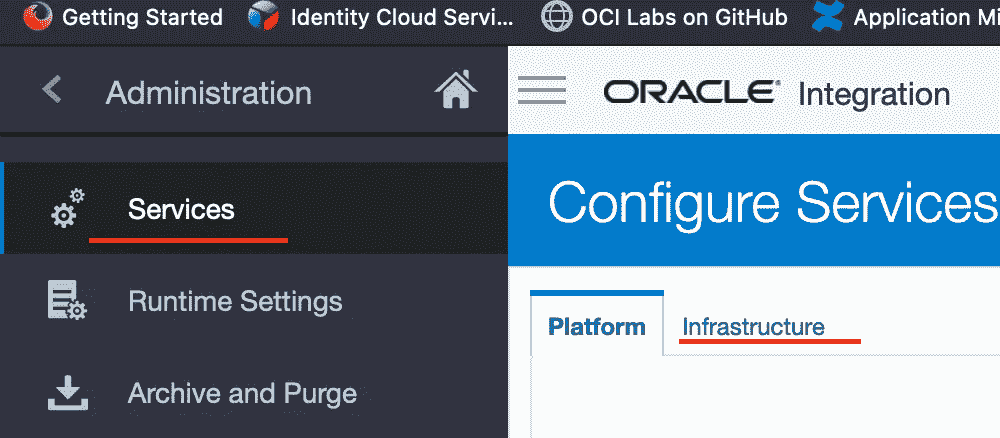 Getting Started
Identity Cloud Servi...
OCI Labs on GitHub
Application Mi
Administration
ORACLE® Integration
Services
Configure Services
Runtime Settings
Platform
Infrastructure
Archive and Purge